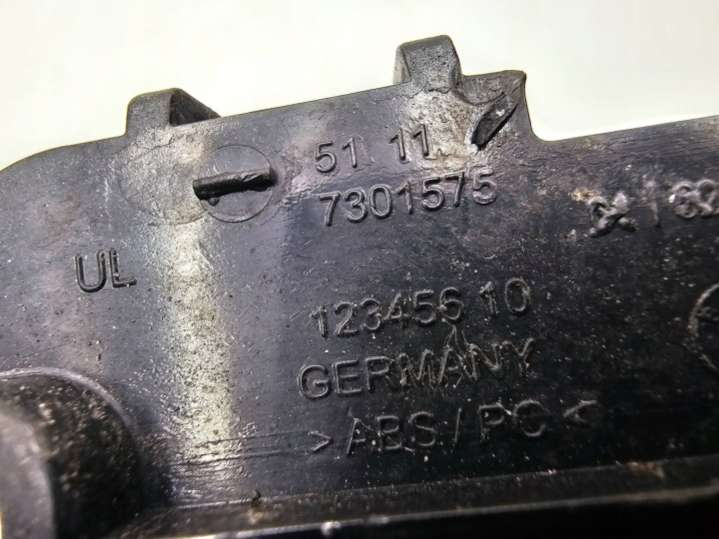 51 11
7301575
UL
123456 10
GERMANY
>ABS / PC<